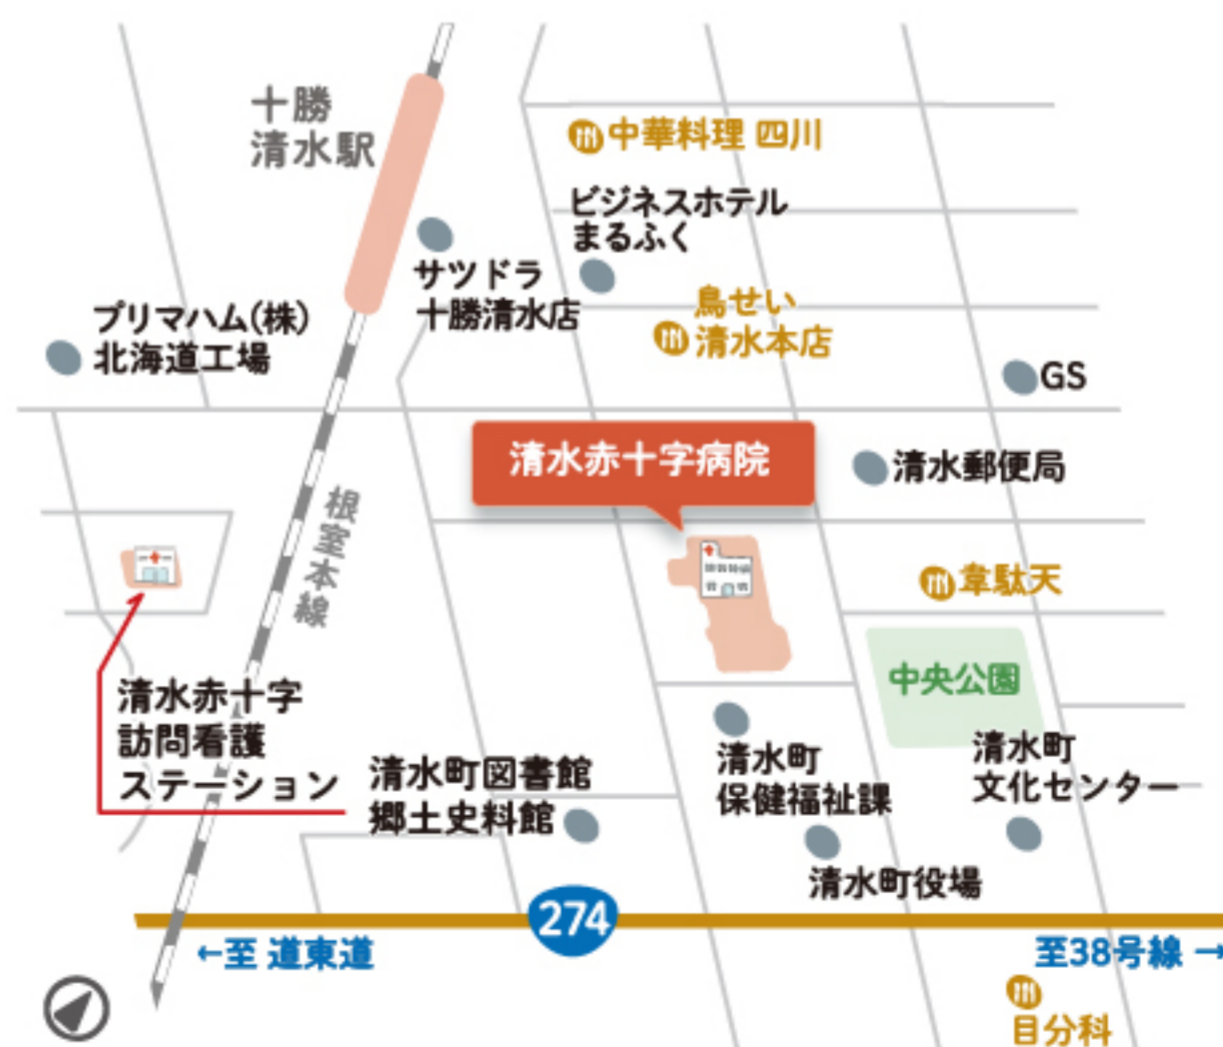 十勝
清水駅
中華料理 四川
ビジネスホテル
まるふく
サツドラ
十勝清水店
鳥せい
清水本店
プリマハム(株)
北海道工場
GS
清水赤十字病院
清水郵便局
根室本線
韋駄天
中央公園
清水赤十字
訪問看護
ステーション
清水町図書館
郷土史料館
清水町
保健福祉課
清水町
文化センター
清水町役場
274
←至 道東道
至38号線 →
目分科